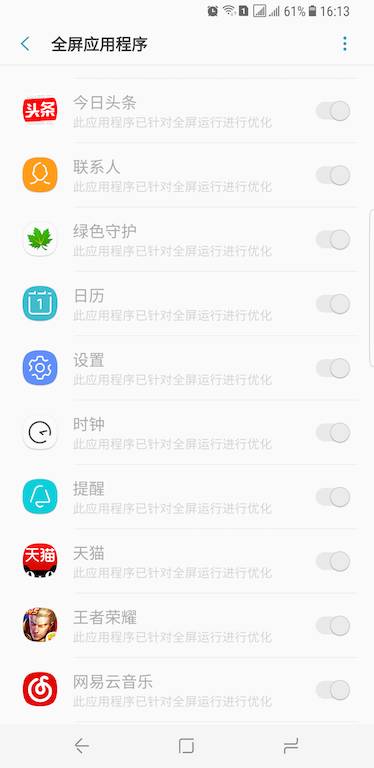 1 61% 16:13
全屏应用程序
头条
今日头条
此应用程序已针对全屏运行进行优化
联系人
此应用程序已针对全屏运行进行优化
绿色守护
此应用程序已针对全屏运行进行优化
1
日历
此应用程序已针对全屏运行进行优化
设置
此应用程序已针对全屏运行进行优化
时钟
此应用程序已针对全屏运行进行优化
提醒
此应用程序已针对全屏运行进行优化
天猫
天猫
此应用程序已针对全屏运行进行优化
王者荣耀
此应用程序已针对全屏运行进行优化
网易云音乐
此应用程序已针对全屏运行进行优化